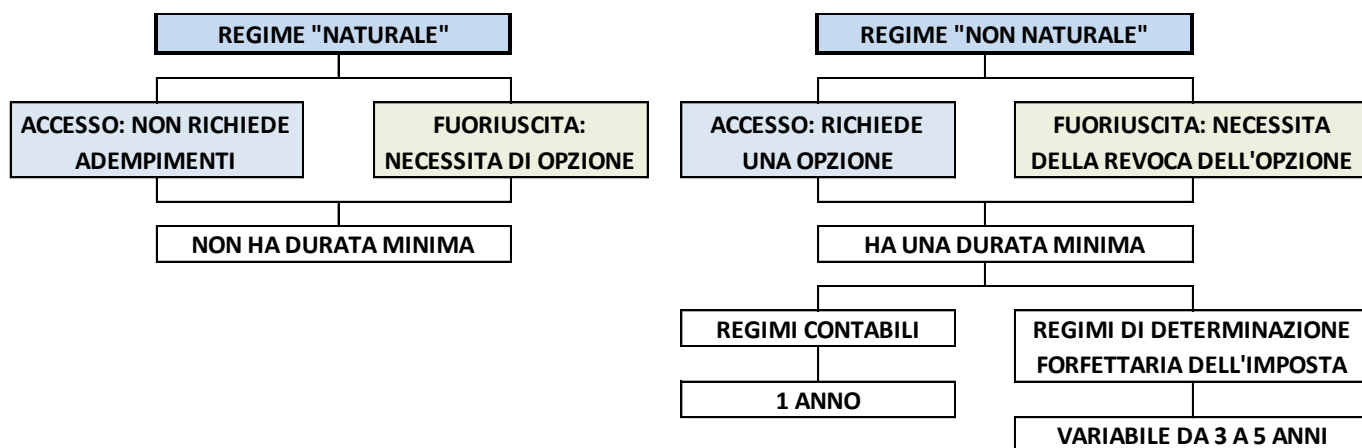 REGIME "NATURALE"
ACCESSO: NON RICHIEDE
ADEMPIMENTI
FUORIUSCITA:
NECESSITA DI OPZIONE
NON HA DURATA MINIMA
REGIME "NON NATURALE"
ACCESSO: RICHIEDE
UNA OPZIONE
FUORIUSCITA: NECESSITA
DELLA REVOCA DELL'OPZIONE
HA UNA DURATA MINIMA
REGIMI CONTABILI
1 ANNO
REGIMI DI DETERMINAZIONE
FORFETTARIA DELL'IMPOSTA
VARIABILE DA 3 A 5 ANNI